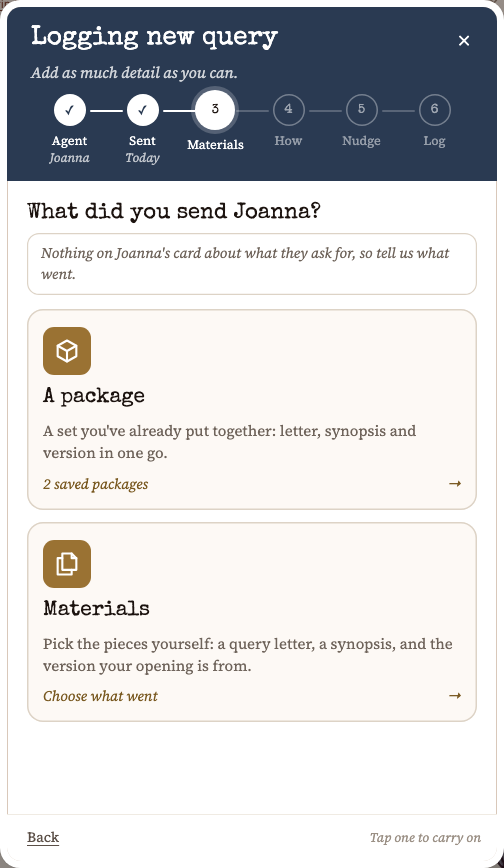 Logging new query
Add as much detail as you can.
✓ ✓ 3 4 5 6
Agent Sent Materials How Nudge Log
Joanna Today
What did you send Joanna?
Nothing on Joanna's card about what they ask for, so tell us what
went.
A package
A set you've already put together: letter, synopsis and
version in one go.
2 saved packages →
Materials
Pick the pieces yourself: a query letter, a synopsis, and the
version your opening is from.
Choose what went →
Back Tap one to carry on